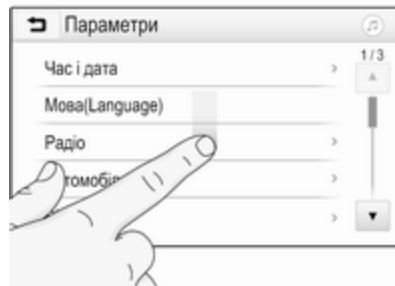 Параметри
1/3
Час і дата
Мова(Language)
Радіо